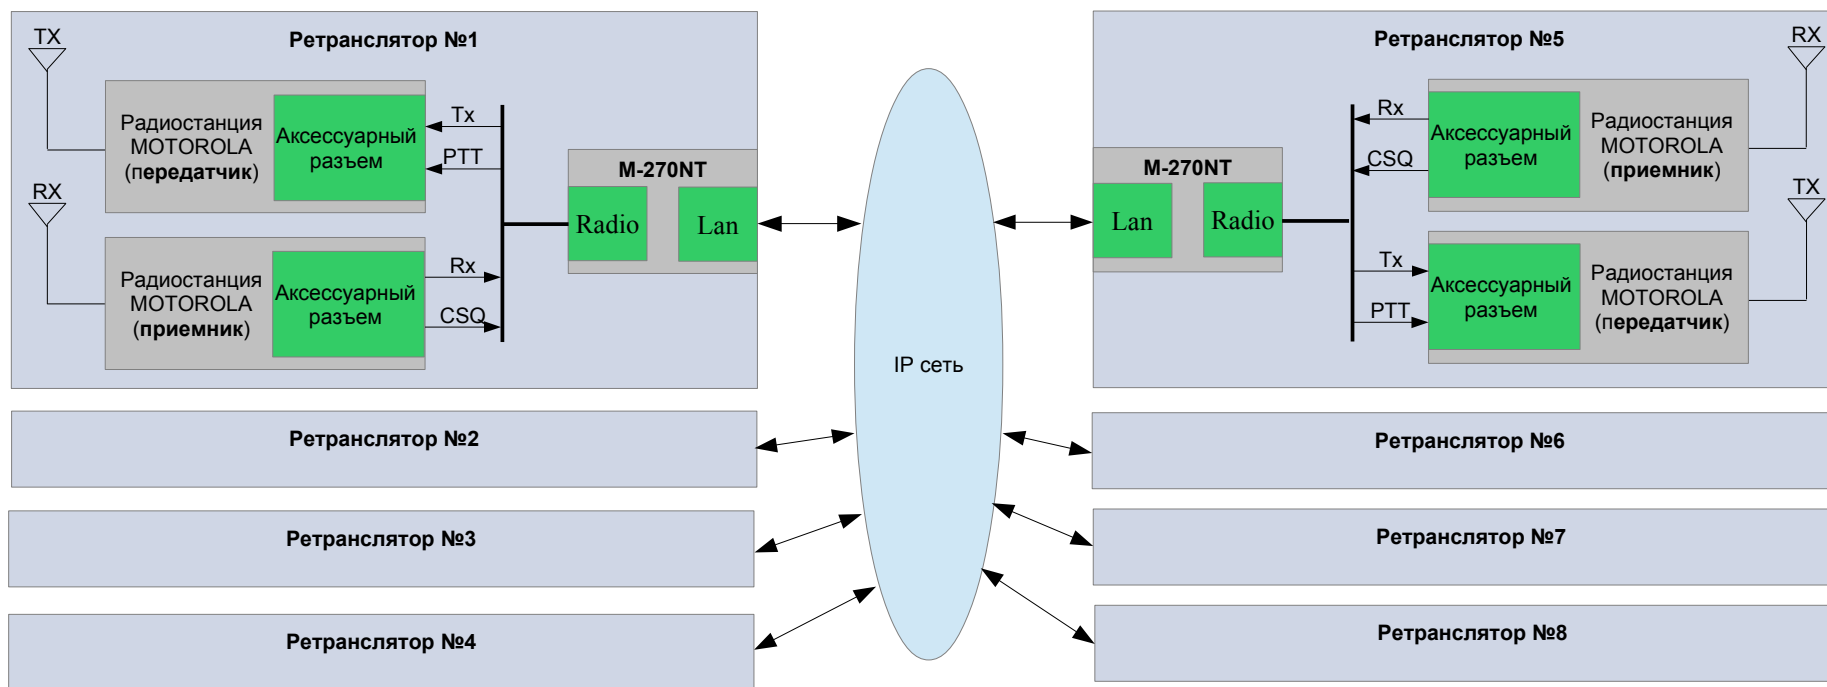 Ретранслятор №1
TX
Радиостанция
MOTOROLA
(передатчик)
Аксессуарный
разъем
Tx
PTT
RX
Радиостанция
MOTOROLA
(приемник)
Аксессуарный
разъем
Rx
CSQ
M-270NT
Radio
Lan
IP сеть
Ретранслятор №5
RX
M-270NT
Lan
Radio
Rx
CSQ
Аксессуарный
разъем
Радиостанция
MOTOROLA
(приемник)
TX
Tx
PTT
Аксессуарный
разъем
Радиостанция
MOTOROLA
(передатчик)
Ретранслятор №2
Ретранслятор №6
Ретранслятор №3
Ретранслятор №7
Ретранслятор №4
Ретранслятор №8